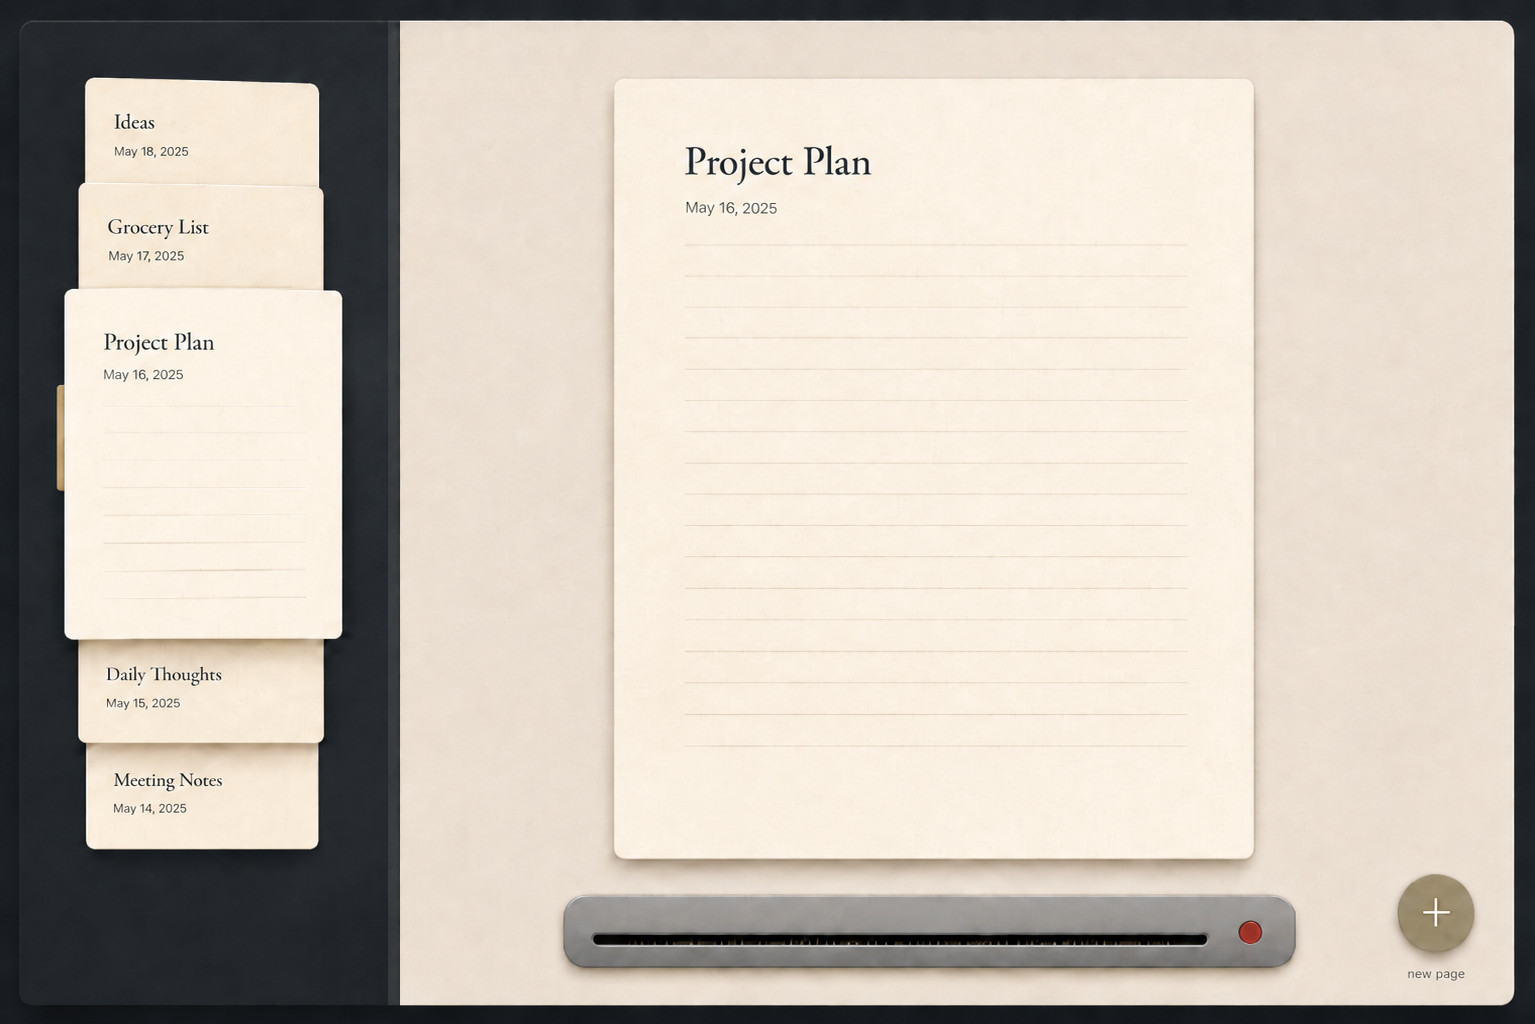 Ideas
May 18, 2025
Grocery List
May 17, 2025
Project Plan
May 16, 2025
Daily Thoughts
May 15, 2025
Meeting Notes
May 14, 2025
Project Plan
May 16, 2025
new page